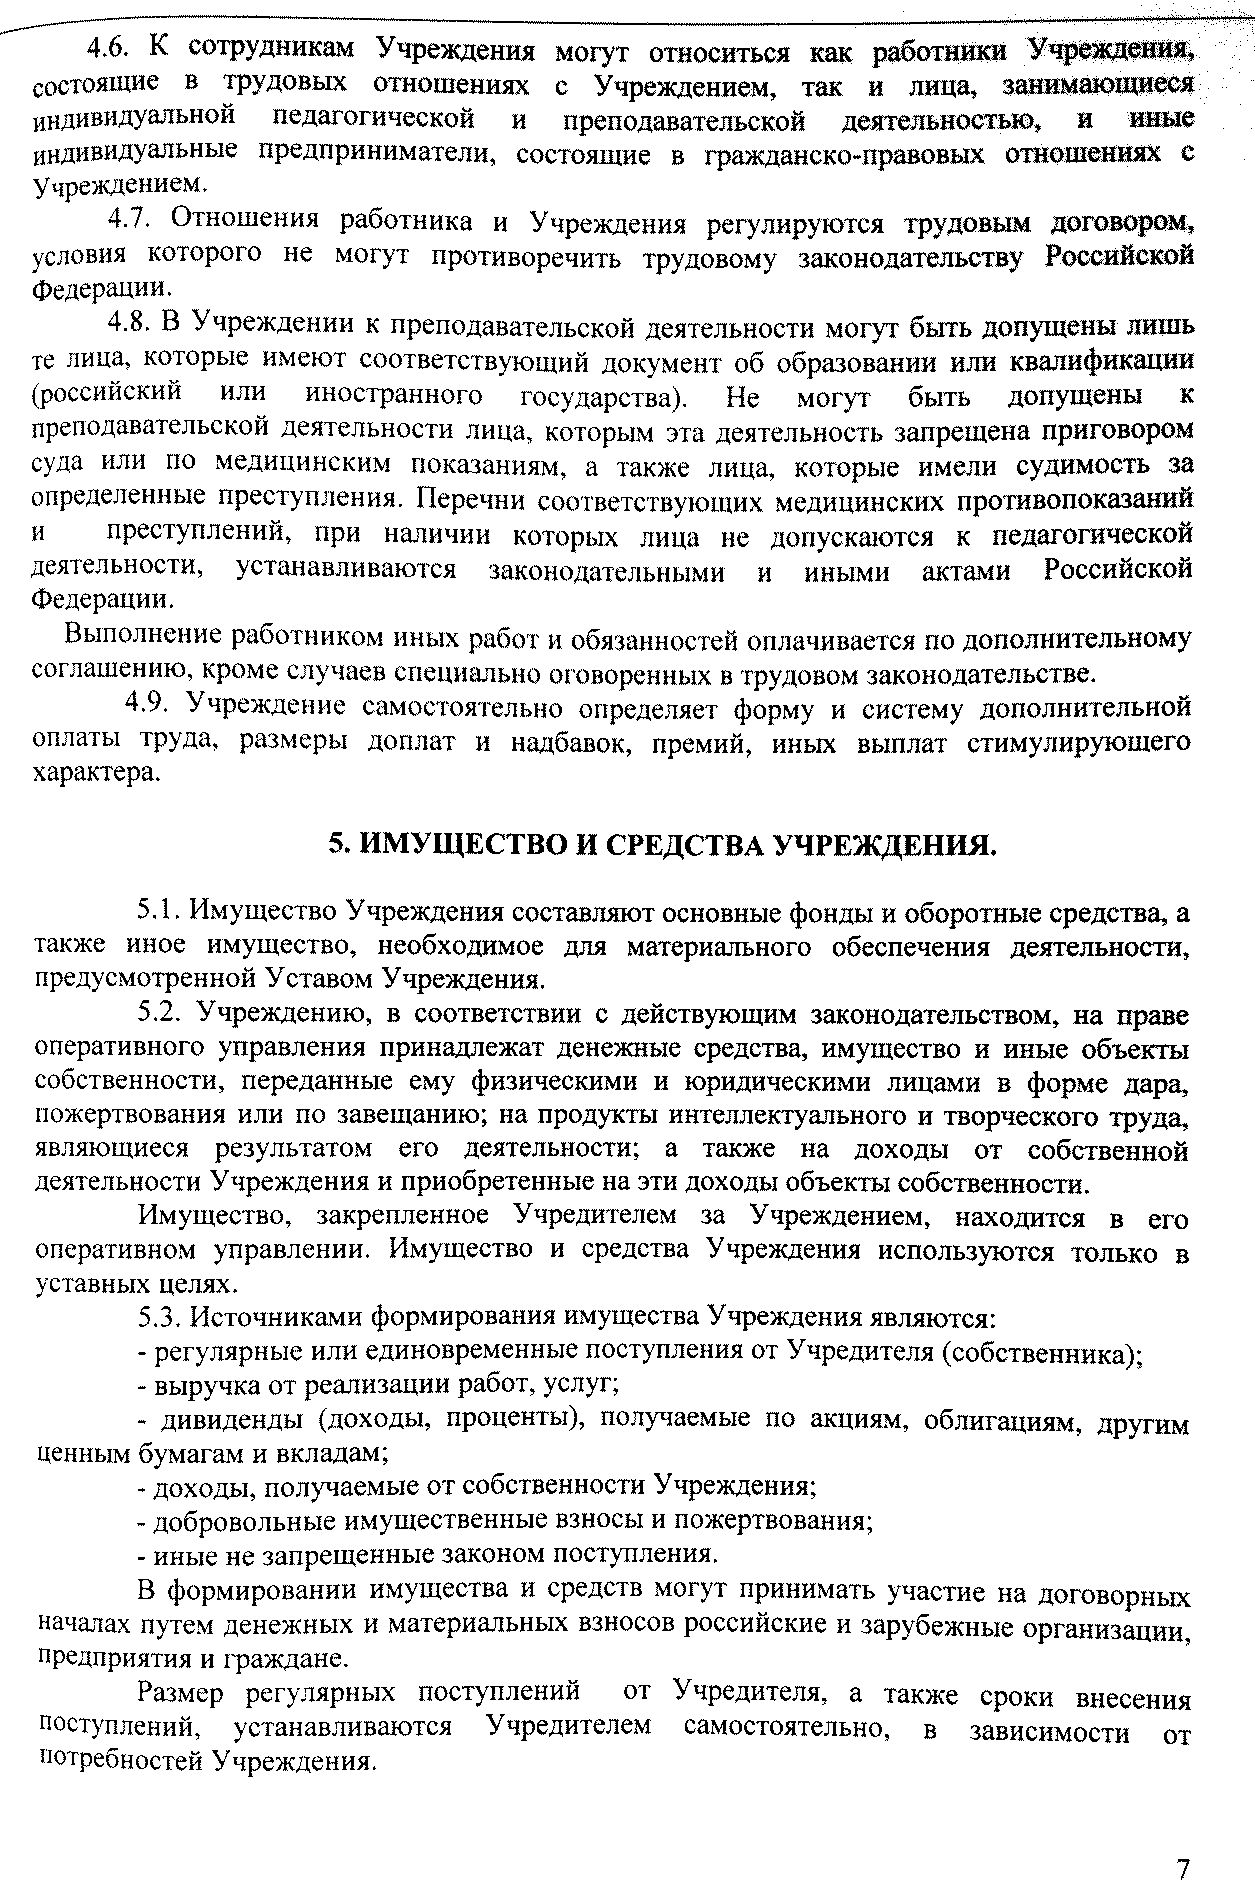 4.6. К сотрудникам Учреждения могут относиться как работники Учреждения,
состоящие в трудовых отношениях с Учреждением, так и лица, занимающиеся
индивидуальной педагогической и преподавательской деятельностью, и иные
индивидуальные предприниматели, состоящие в гражданско-правовых отношениях с
Учреждением.
4.7. Отношения работника и Учреждения регулируются трудовым договором,
условия которого не могут противоречить трудовому законодательству Российской
Федерации.
4.8. В Учреждении к преподавательской деятельности могут быть допущены лишь
те лица, которые имеют соответствующий документ об образовании или квалификации
(российский или иностранного государства). Не могут быть допущены к
преподавательской деятельности лица, которым эта деятельность запрещена приговором
суда или по медицинским показаниям, а также лица, которые имели судимость за
определенные преступления. Перечни соответствующих медицинских противопоказаний
и преступлений, при наличии которых лица не допускаются к педагогической
деятельности, устанавливаются законодательными и иными актами Российской
Федерации.
Выполнение работником иных работ и обязанностей оплачивается по дополнительному
соглашению, кроме случаев специально оговоренных в трудовом законодательстве.
4.9. Учреждение самостоятельно определяет форму и систему дополнительной
оплаты труда, размеры доплат и надбавок, премий, иных выплат стимулирующего
характера.
5. ИМУЩЕСТВО И СРЕДСТВА УЧРЕЖДЕНИЯ.
5.1. Имущество Учреждения составляют основные фонды и оборотные средства, а
также иное имущество, необходимое для материального обеспечения деятельности,
предусмотренной Уставом Учреждения.
5.2. Учреждению, в соответствии с действующим законодательством, на праве
оперативного управления принадлежат денежные средства, имущество и иные объекты
собственности, переданные ему физическими и юридическими лицами в форме дара,
пожертвования или по завещанию; на продукты интеллектуального и творческого труда,
являющиеся результатом его деятельности; а также на доходы от собственной
деятельности Учреждения и приобретенные на эти доходы объекты собственности.
Имущество, закрепленное Учредителем за Учреждением, находится в его
оперативном управлении. Имущество и средства Учреждения используются только в
уставных целях.
5.3. Источниками формирования имущества Учреждения являются:
- регулярные или единовременные поступления от Учредителя (собственника);
- выручка от реализации работ, услуг;
- дивиденды (доходы, проценты), получаемые по акциям, облигациям, другим
ценным бумагам и вкладам;
- доходы, получаемые от собственности Учреждения;
- добровольные имущественные взносы и пожертвования;
- иные не запрещенные законом поступления.
В формировании имущества и средств могут принимать участие на договорных
началах путем денежных и материальных взносов российские и зарубежные организации,
предприятия и граждане.
Размер регулярных поступлений от Учредителя, а также сроки внесения
поступлений, устанавливаются Учредителем самостоятельно, в зависимости от
потребностей Учреждения.
7